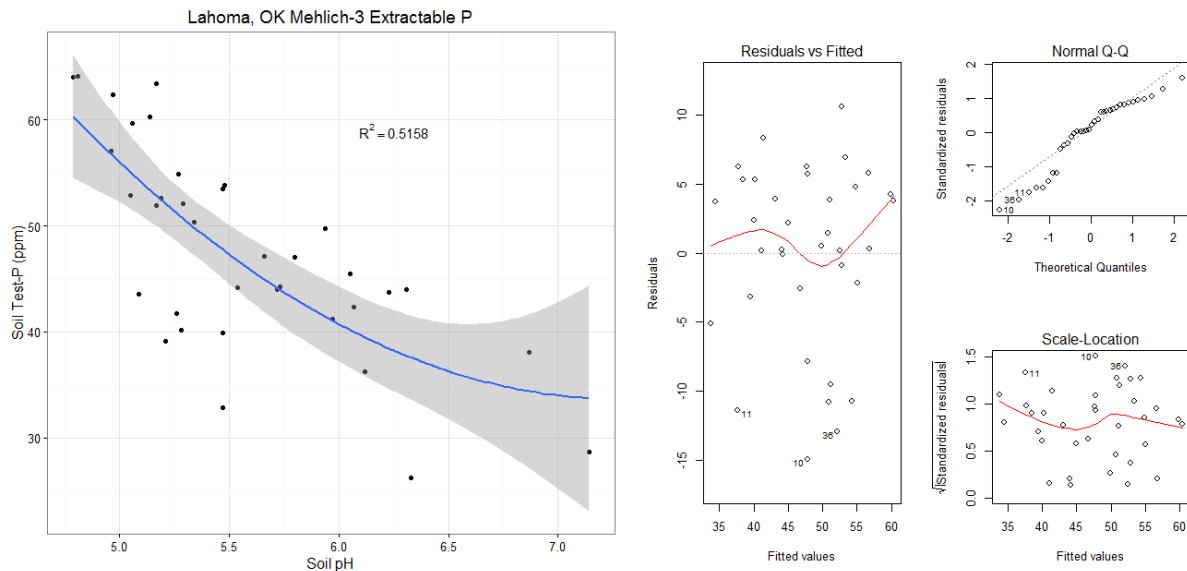 Lahoma, OK Mehlich-3 Extractable P
Soil Test-P (ppm)
60
50
40
30
R² = 0.5158
5.0 5.5 6.0 6.5 7.0
Soil pH
Residuals vs Fitted
Residuals
10
5
0
-5
-10
-15
11
36
10
35 40 45 50 55 60
Fitted values
Normal Q-Q
Standardized residuals
2
1
0
-1
-2
11
36
10
-2 -1 0 1 2
Theoretical Quantiles
Scale-Location
√|Standardized residuals|
1.5
1.0
0.5
0.0
10
36
11
35 40 45 50 55 60
Fitted values